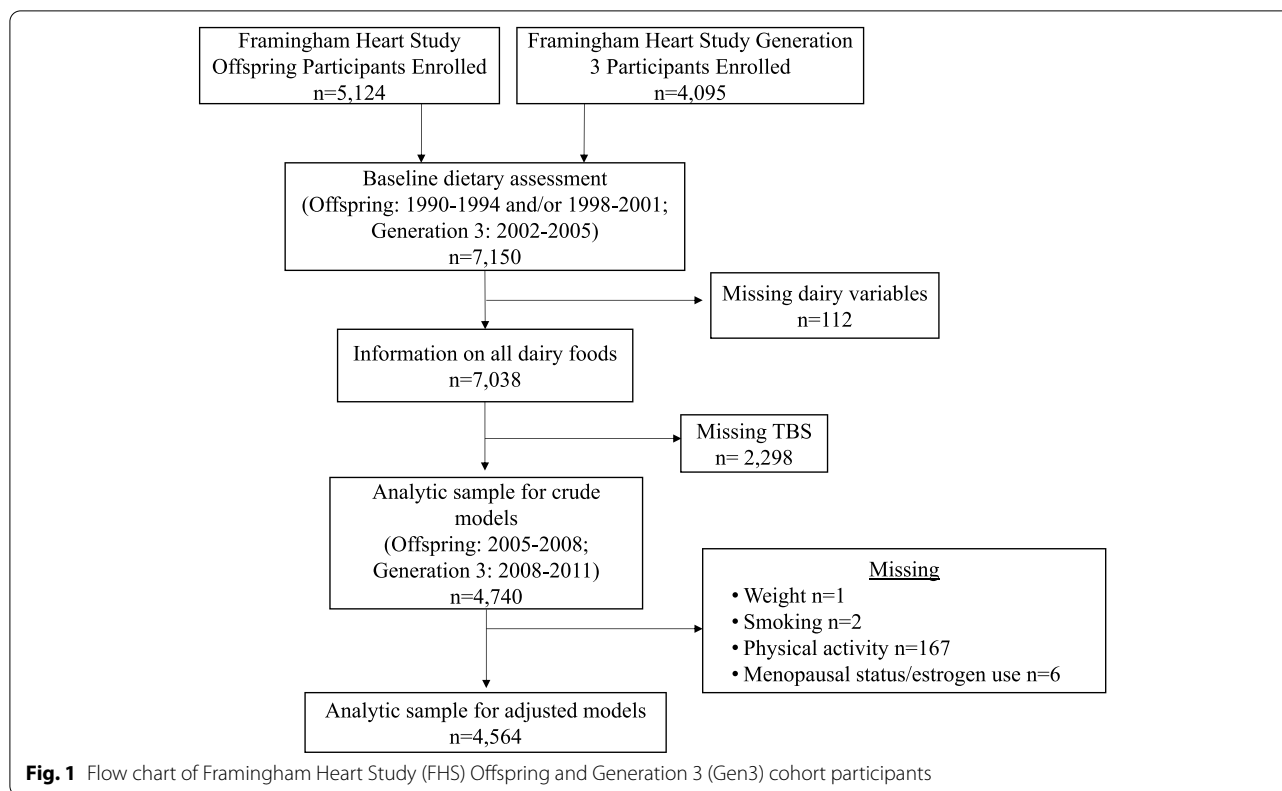 Framingham Heart Study
Offspring Participants Enrolled
n=5,124
Framingham Heart Study Generation
3 Participants Enrolled
n=4,095
Baseline dietary assessment
(Offspring: 1990-1994 and/or 1998-2001;
Generation 3: 2002-2005)
n=7,150
Missing dairy variables
n=112
Information on all dairy foods
n=7,038
Missing TBS
n= 2,298
Analytic sample for crude
models
(Offspring: 2005-2008;
Generation 3: 2008-2011)
n=4,740
Missing
• Weight n=1
• Smoking n=2
• Physical activity n=167
• Menopausal status/estrogen use n=6
Analytic sample for adjusted models
n=4,564
Fig. 1 Flow chart of Framingham Heart Study (FHS) Offspring and Generation 3 (Gen3) cohort participants